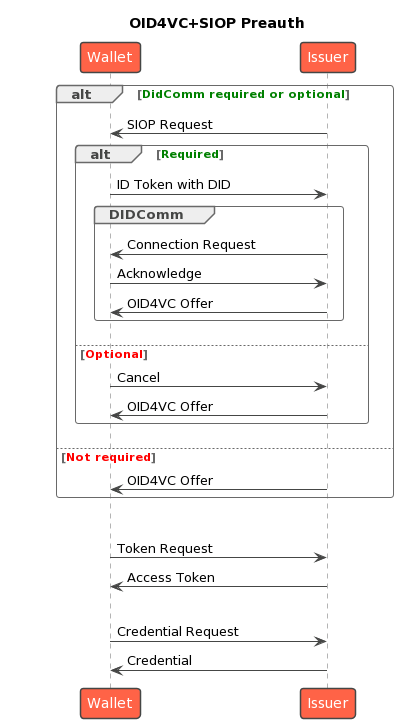 OID4VC+SIOP Preauth
Wallet Issuer
alt [DidComm required or optional]
SIOP Request
alt [Required]
ID Token with DID
DIDComm
Connection Request
Acknowledge
OID4VC Offer
[Optional]
Cancel
OID4VC Offer
[Not required]
OID4VC Offer
Token Request
Access Token
Credential Request
Credential
Wallet Issuer